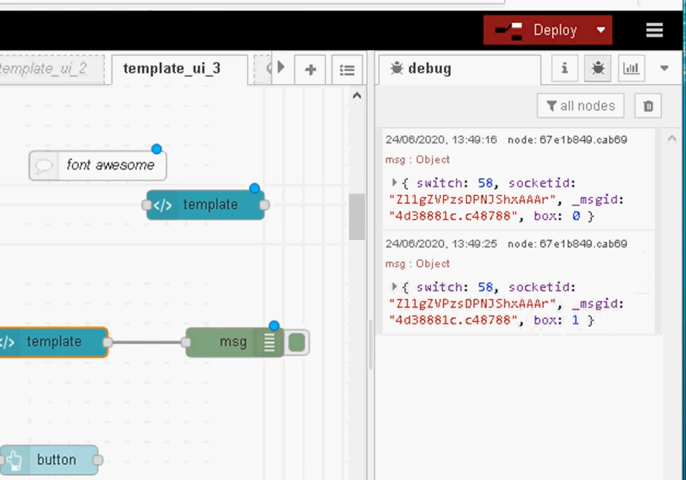 Deploy
template_ui_2
template_ui_3
debug
i
all nodes
font awesome
</> template
</> template
msg
button
24/06/2020, 13:49:16 node: 67e1b849.cab69
msg : Object
{ switch: 58, socketid:
"Zl1gZVPzsDPNJShxAAAr", _msgid:
"4d38881c.c48788", box: 0 }
24/06/2020, 13:49:25 node: 67e1b849.cab69
msg : Object
{ switch: 58, socketid:
"Zl1gZVPzsDPNJShxAAAr", _msgid:
"4d38881c.c48788", box: 1 }